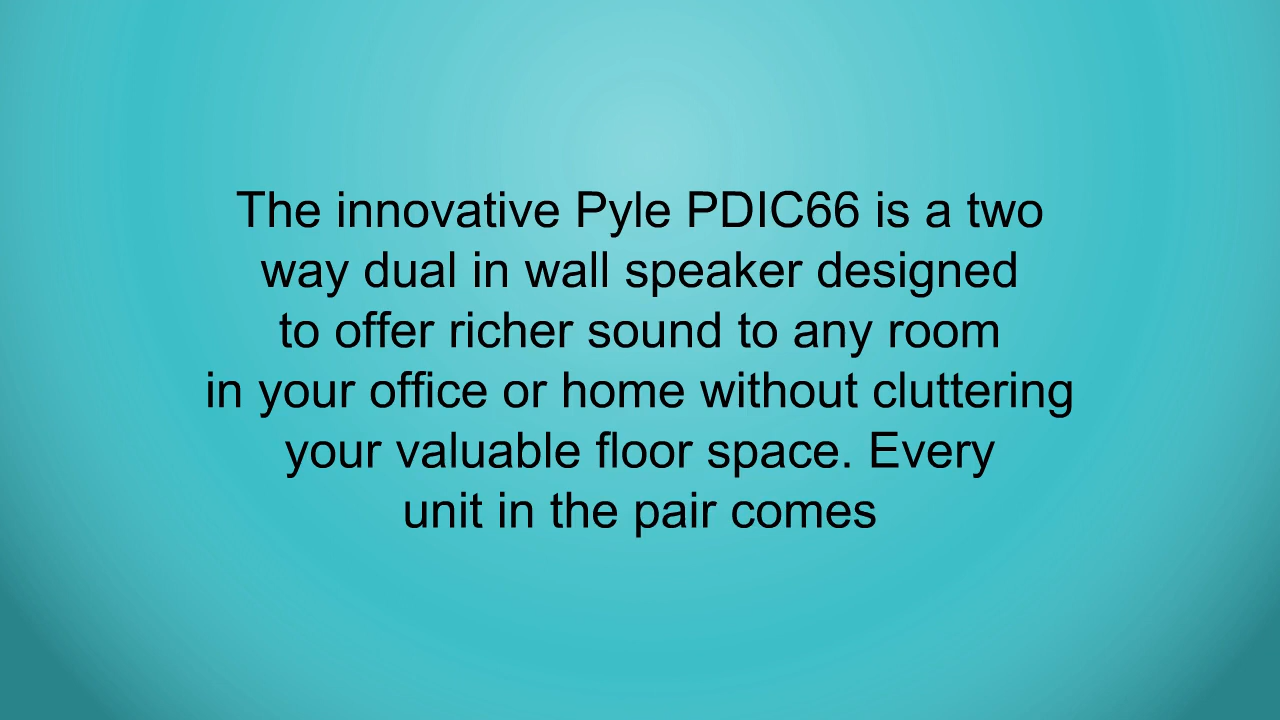 The innovative Pyle PDIC66 is a two
way dual in wall speaker designed
to offer richer sound to any room
in your office or home without cluttering
your valuable floor space. Every
unit in the pair comes